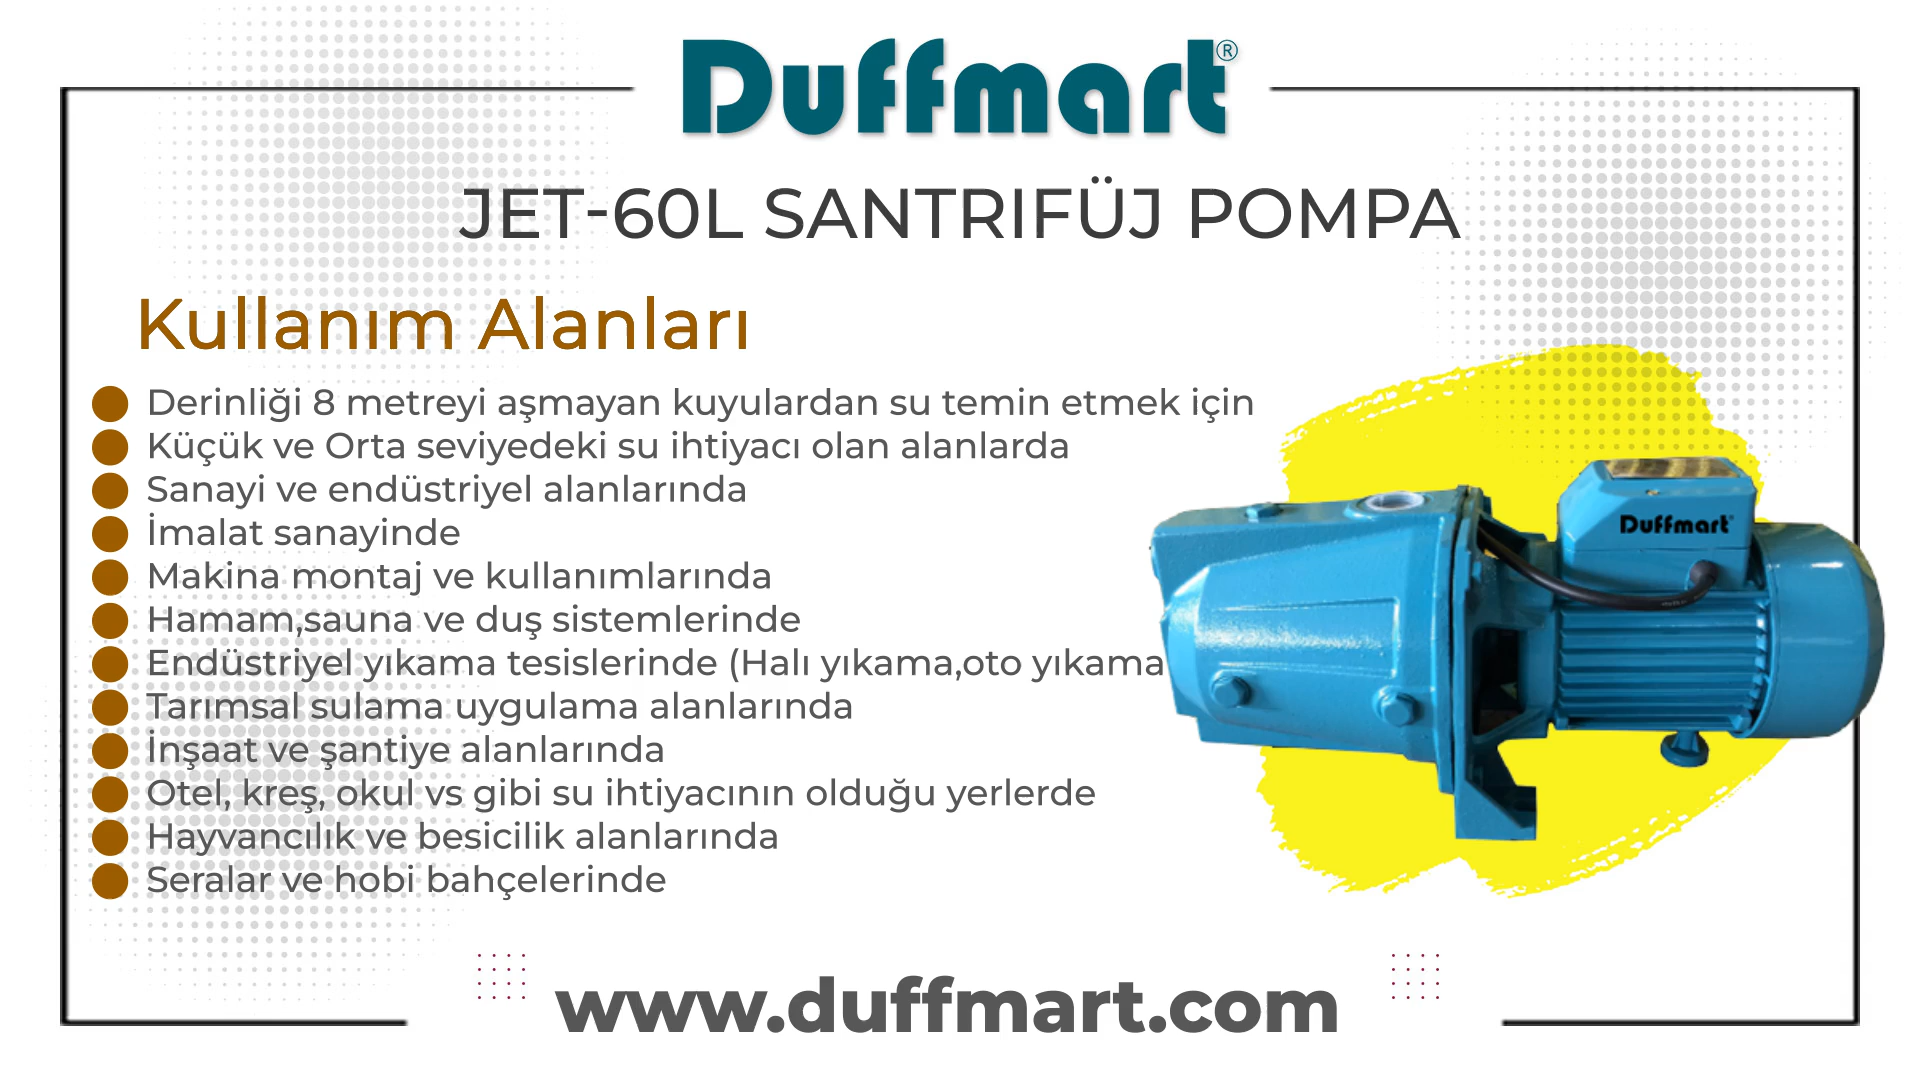 Duffmart®
JET-60L SANTRIFÜJ POMPA
Kullanım Alanları
Derinliği 8 metreyi aşmayan kuyulardan su temin etmek için
Küçük ve Orta seviyedeki su ihtiyacı olan alanlarda
Sanayi ve endüstriyel alanlarında
İmalat sanayinde
Makina montaj ve kullanımlarında
Hamam,sauna ve duş sistemlerinde
Endüstriyel yıkama tesislerinde (Halı yıkama,oto yıkama
Tarımsal sulama uygulama alanlarında
İnşaat ve şantiye alanlarında
Otel, kreş, okul vs gibi su ihtiyacının olduğu yerlerde
Hayvancılık ve besicilik alanlarında
Seralar ve hobi bahçelerinde
Duffmart
www.duffmart.com